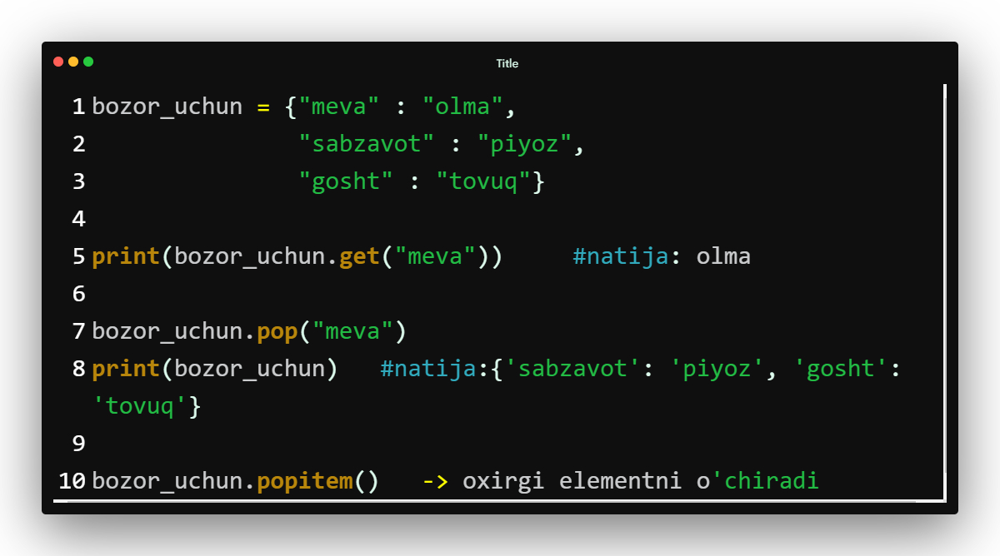 Title
1 bozor_uchun = {"meva" : "olma",
2                "sabzavot" : "piyoz",
3                "gosht" : "tovuq"}
4
5 print(bozor_uchun.get("meva"))     #natija: olma
6
7 bozor_uchun.pop("meva")
8 print(bozor_uchun)   #natija:{'sabzavot': 'piyoz', 'gosht':
'tovuq'}
9
10 bozor_uchun.popitem()   -> oxirgi elementni o'chiradi